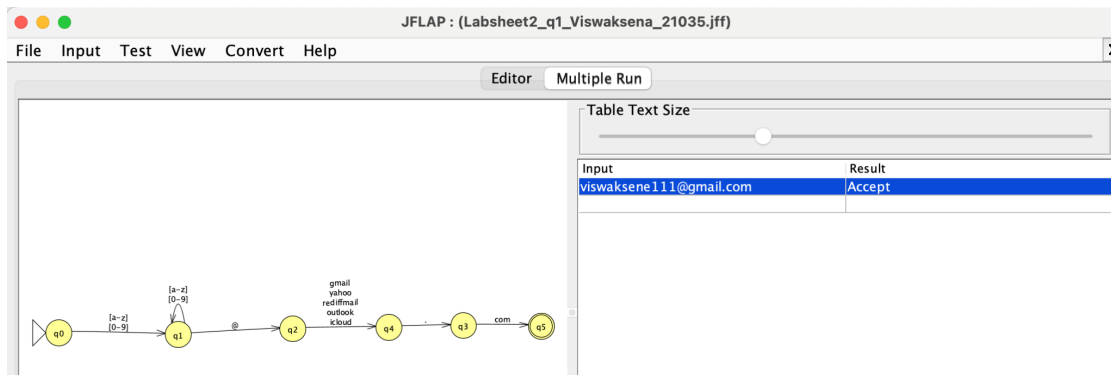 JFLAP : (Labsheet2_q1_Viswaksena_21035.jff)
File Input Test View Convert Help
Editor Multiple Run
Table Text Size
Input Result
viswaksene111@gmail.com Accept
[a-z]
[0-9]
[a-z]
[0-9]
@
gmail
yahoo
rediffmail
outlook
icloud
.
com
q0 q1 q2 q4 q3 q5